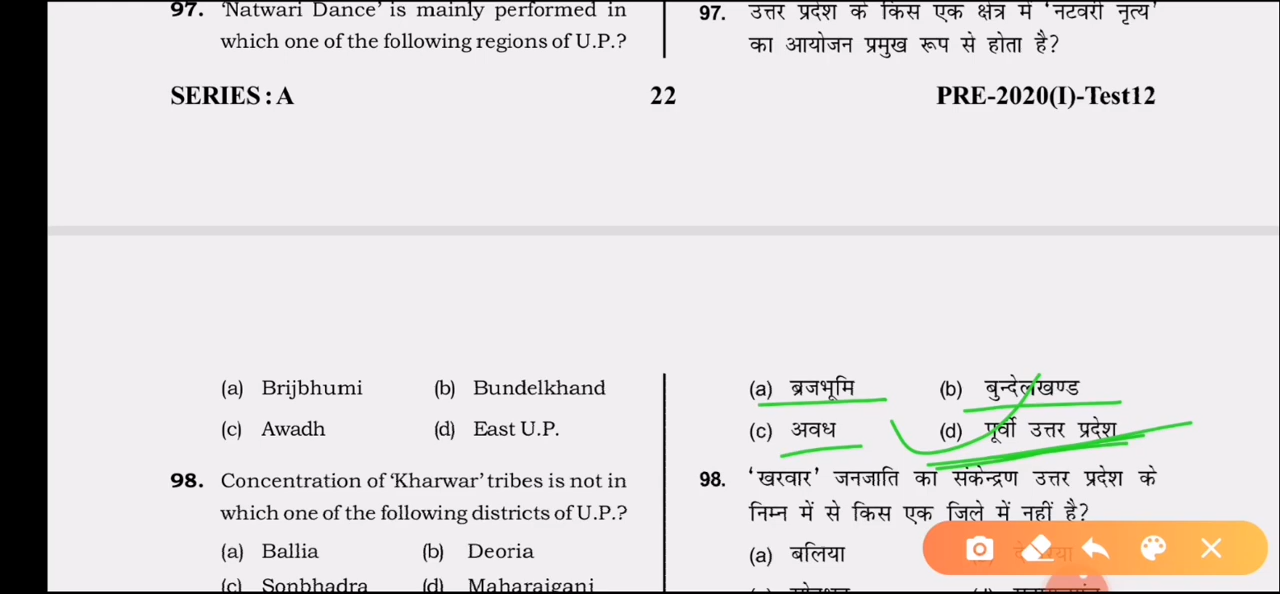 97. 'Natwari Dance' is mainly performed in
which one of the following regions of U.P.?
97. उत्तर प्रदेश के किस एक क्षेत्र में 'नटवरी नृत्य'
का आयोजन प्रमुख रूप से होता है?
SERIES : A 22 PRE-2020(I)-Test12
(a) Brijbhumi (b) Bundelkhand
(c) Awadh (d) East U.P.
98. Concentration of 'Kharwar' tribes is not in
which one of the following districts of U.P.?
(a) Ballia (b) Deoria
(c) Sonbhadra (d) Maharajganj
(a) ब्रजभूमि (b) बुन्देलखण्ड
(c) अवध (d) पूर्वी उत्तर प्रदेश
98. 'खरवार' जनजाति का संकेन्द्रण उत्तर प्रदेश के
निम्न में से किस एक जिले में नहीं है?
(a) बलिया